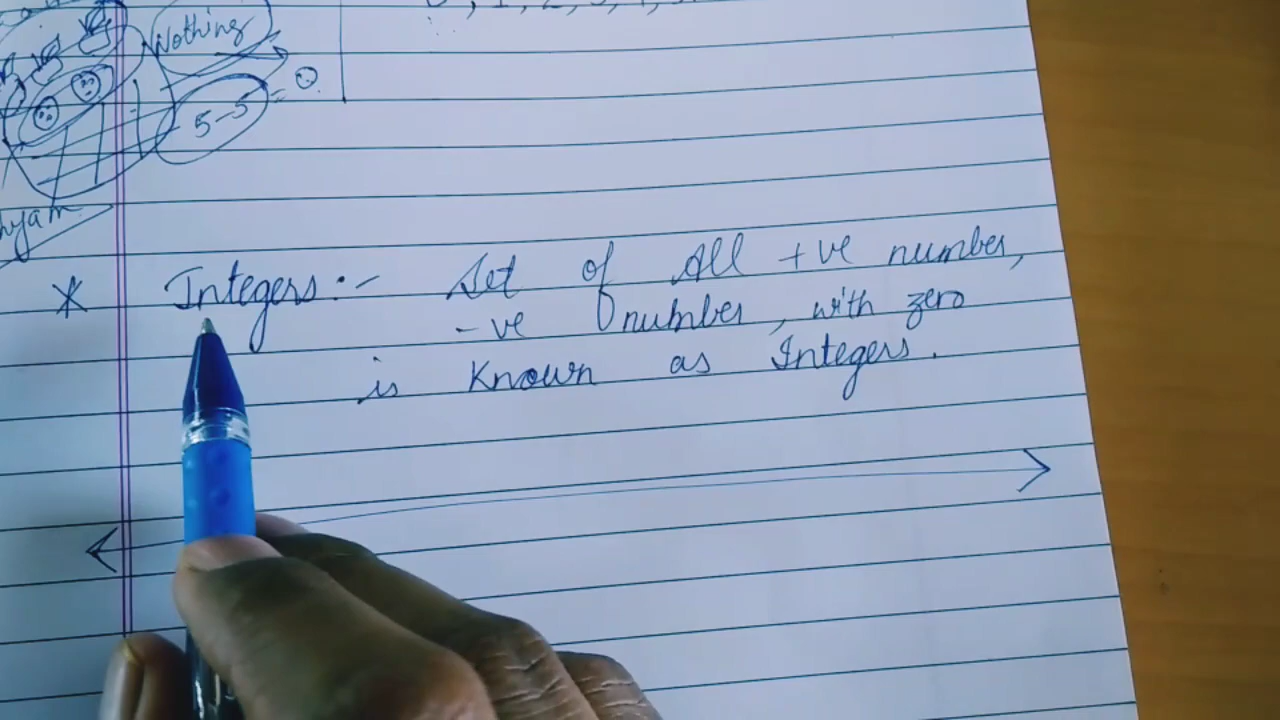 Nothing
5-5 = 0
* Integers :- Set of All +ve number,
-ve number, with zero
is Known as Integers.